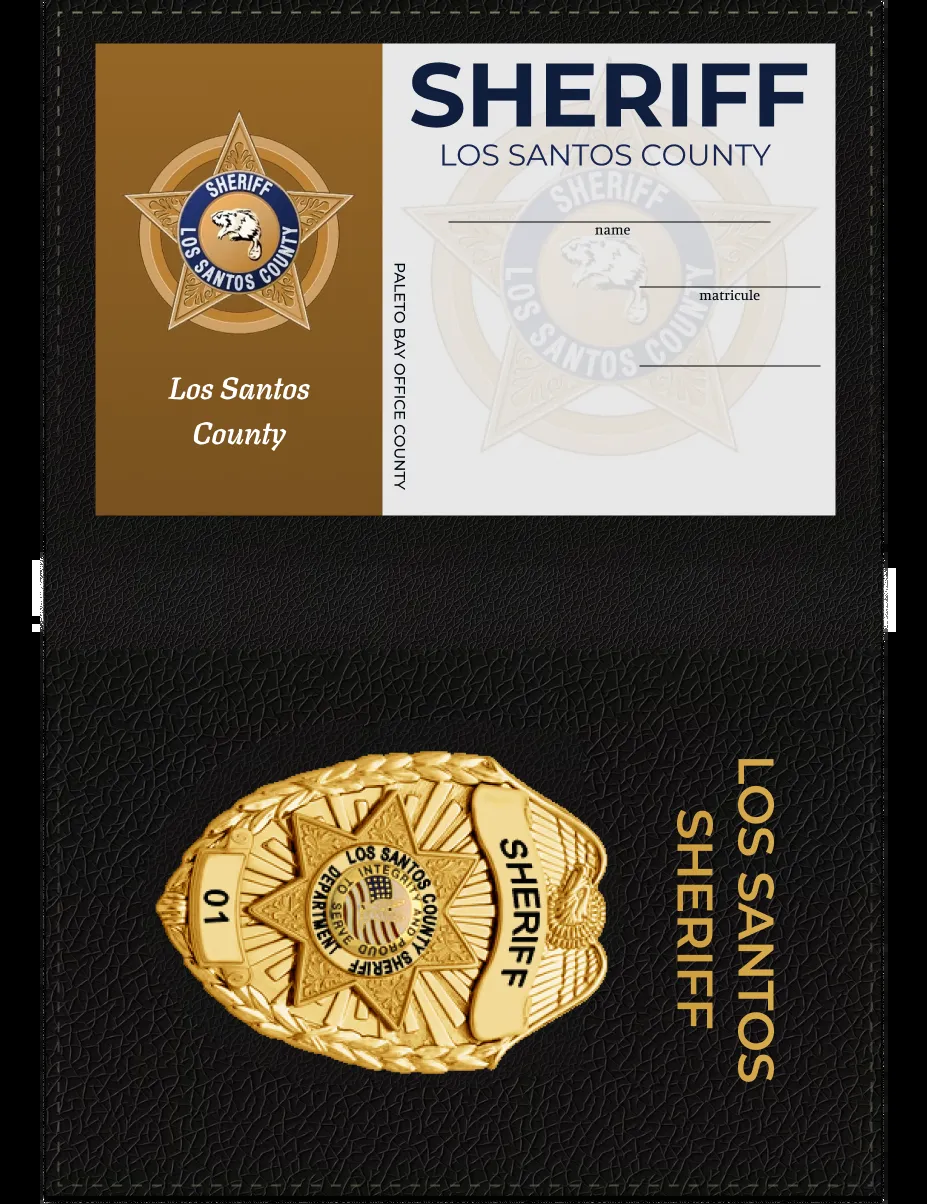 SHERIFF
LOS SANTOS COUNTY
Los Santos
County
SHERIFF
LOS SANTOS COUNTY
SHERIFF
LOS SANTOS COUNTY
name
matricule
PALETO BAY OFFICE COUNTY
LOS SANTOS
SHERIFF
SHERIFF
LOS SANTOS COUNTY SHERIFF
DEPARTMENT
TO INTEGRITY AND PROUD
TO SERVE
01